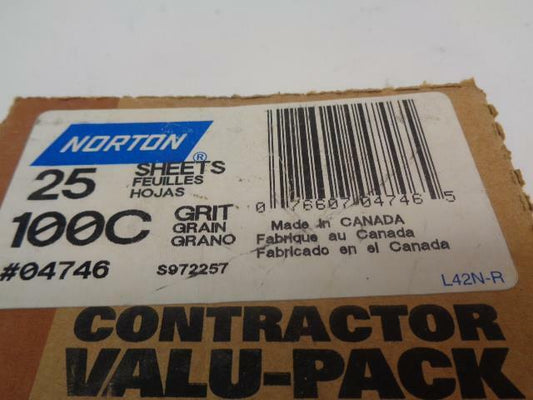 NORTON ®
25 SHEETS
FEUILLES
HOJAS
100C GRIT
GRAIN
GRANO
#04746 S972257
0 76607 04746 5
Made in CANADA
Fabrique au Canada
Fabricado en el Canada
L42N-R
CONTRACTOR
VALU-PACK